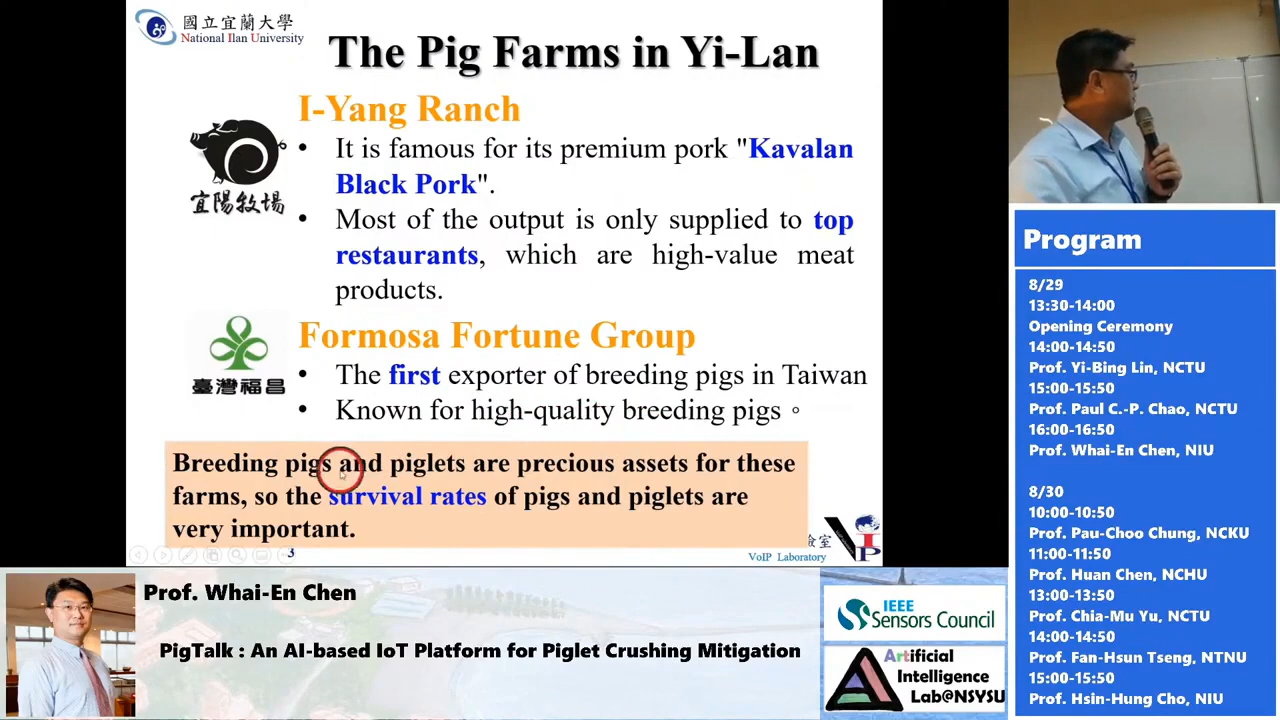 國立宜蘭大學
National Ilan University
The Pig Farms in Yi-Lan
I-Yang Ranch
宜陽牧場
• It is famous for its premium pork "Kavalan
Black Pork".
• Most of the output is only supplied to top
restaurants, which are high-value meat
products.
Formosa Fortune Group
臺灣福昌
• The first exporter of breeding pigs in Taiwan
• Known for high-quality breeding pigs。
Breeding pigs and piglets are precious assets for these
farms, so the survival rates of pigs and piglets are
very important.
3
驗室
VoIP Laboratory
VIP
Program
8/29
13:30-14:00
Opening Ceremony
14:00-14:50
Prof. Yi-Bing Lin, NCTU
15:00-15:50
Prof. Paul C.-P. Chao, NCTU
16:00-16:50
Prof. Whai-En Chen, NIU
8/30
10:00-10:50
Prof. Pau-Choo Chung, NCKU
11:00-11:50
Prof. Huan Chen, NCHU
13:00-13:50
Prof. Chia-Mu Yu, NCTU
14:00-14:50
Prof. Fan-Hsun Tseng, NTNU
15:00-15:50
Prof. Hsin-Hung Cho, NIU
Prof. Whai-En Chen
PigTalk : An AI-based IoT Platform for Piglet Crushing Mitigation
IEEE
Sensors Council
Artificial
Intelligence
Lab@NSYSU